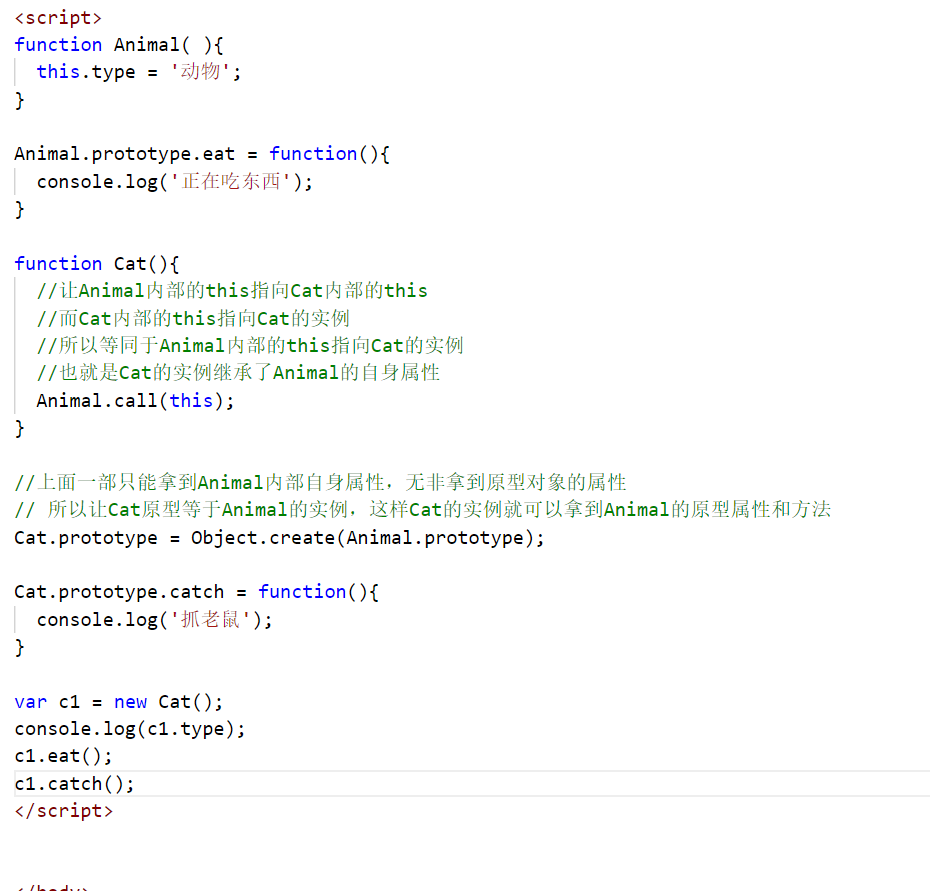 <script>
function Animal( ){
this.type = '动物';
}
Animal.prototype.eat = function(){
console.log('正在吃东西');
}
function Cat(){
//让Animal内部的this指向Cat内部的this
//而Cat内部的this指向Cat的实例
//所以等同于Animal内部的this指向Cat的实例
//也就是Cat的实例继承了Animal的自身属性
Animal.call(this);
}
//上面一部只能拿到Animal内部自身属性，无非拿到原型对象的属性
// 所以让Cat原型等于Animal的实例，这样Cat的实例就可以拿到Animal的原型属性和方法
Cat.prototype = Object.create(Animal.prototype);
Cat.prototype.catch = function(){
console.log('抓老鼠');
}
var c1 = new Cat();
console.log(c1.type);
c1.eat();
c1.catch();
</script>
</body>